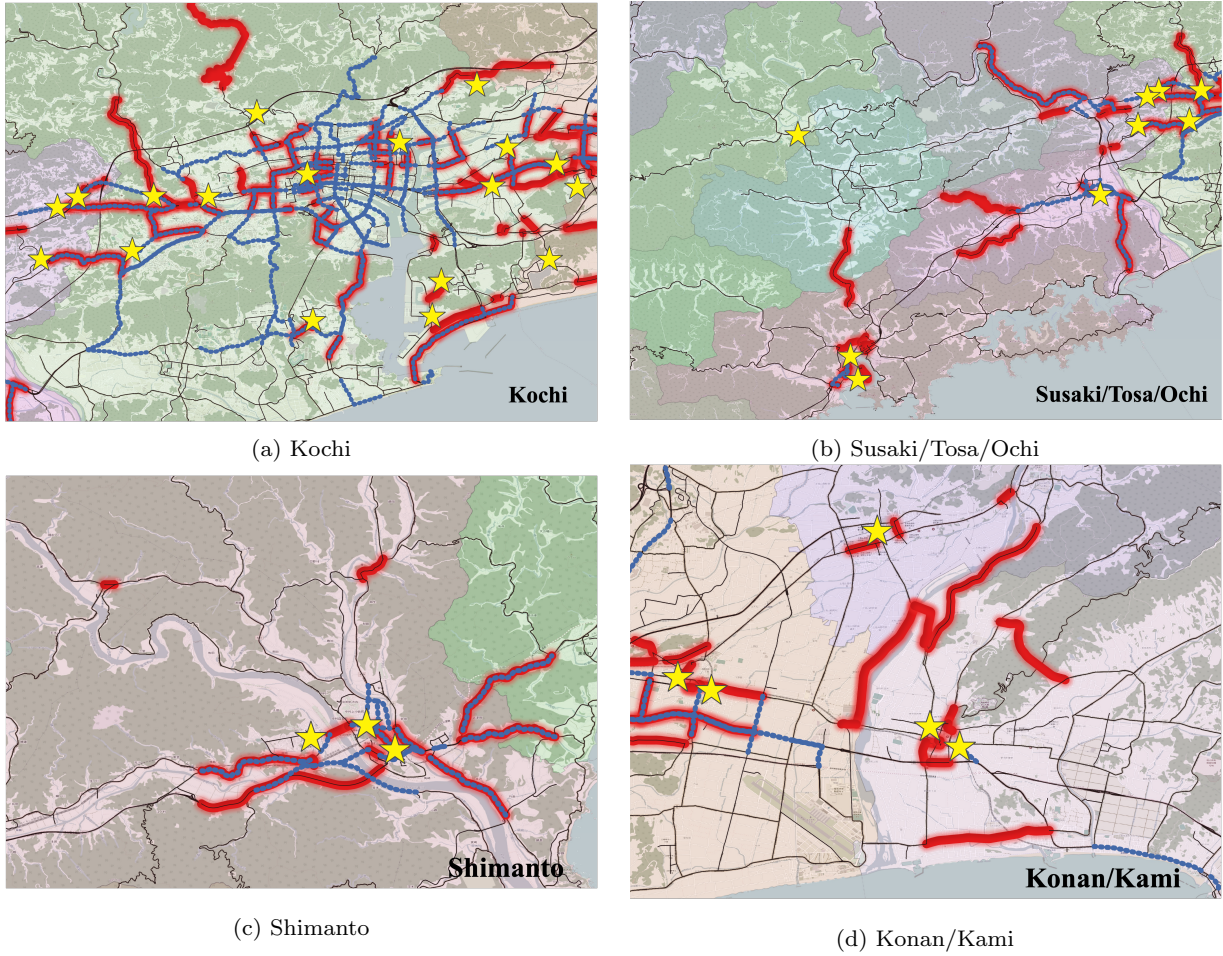 Kochi
Susaki/Tosa/Ochi
(a) Kochi
(b) Susaki/Tosa/Ochi
Shimanto
Konan/Kami
(c) Shimanto
(d) Konan/Kami